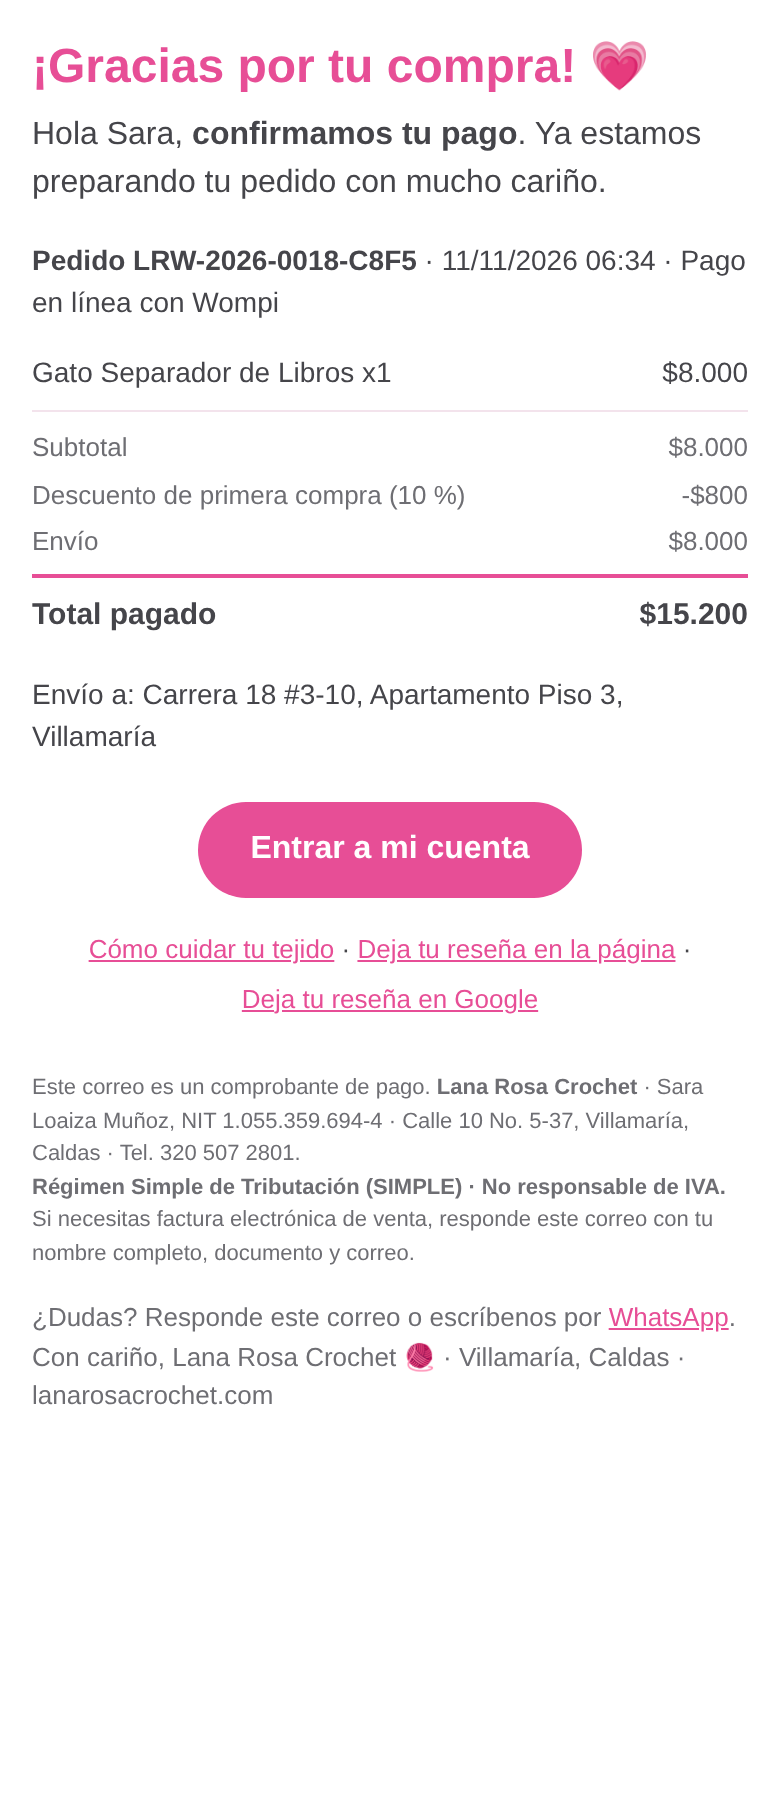 ¡Gracias por tu compra! 💗
Hola Sara, confirmamos tu pago. Ya estamos
preparando tu pedido con mucho cariño.
Pedido LRW-2026-0018-C8F5 · 11/11/2026 06:34 · Pago
en línea con Wompi
Gato Separador de Libros x1 $8.000
Subtotal $8.000
Descuento de primera compra (10 %) -$800
Envío $8.000
Total pagado $15.200
Envío a: Carrera 18 #3-10, Apartamento Piso 3,
Villamaría
Entrar a mi cuenta
Cómo cuidar tu tejido · Deja tu reseña en la página ·
Deja tu reseña en Google
Este correo es un comprobante de pago. Lana Rosa Crochet · Sara
Loaiza Muñoz, NIT 1.055.359.694-4 · Calle 10 No. 5-37, Villamaría,
Caldas · Tel. 320 507 2801.
Régimen Simple de Tributación (SIMPLE) · No responsable de IVA.
Si necesitas factura electrónica de venta, responde este correo con tu
nombre completo, documento y correo.
¿Dudas? Responde este correo o escríbenos por WhatsApp.
Con cariño, Lana Rosa Crochet 🧶 · Villamaría, Caldas ·
lanarosacrochet.com